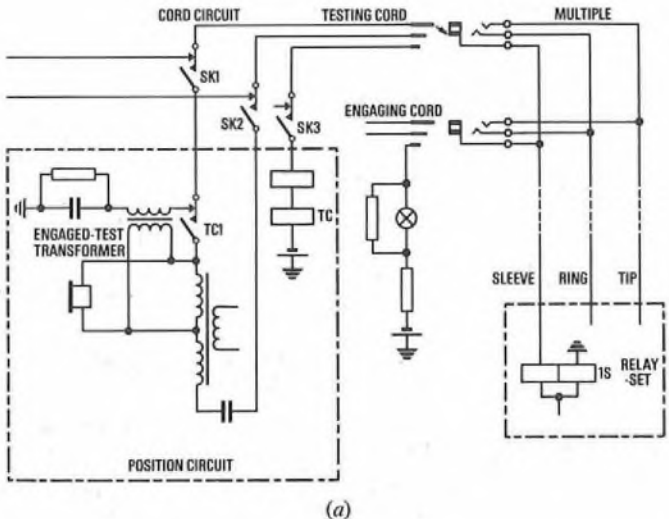 CORD CIRCUIT
TESTING CORD
MULTIPLE
SK1
SK2
SK3
ENGAGING CORD
TC1
TC
ENGAGED-TEST
TRANSFORMER
SLEEVE
RING
TIP
1S
RELAY
-SET
POSITION CIRCUIT
(a)